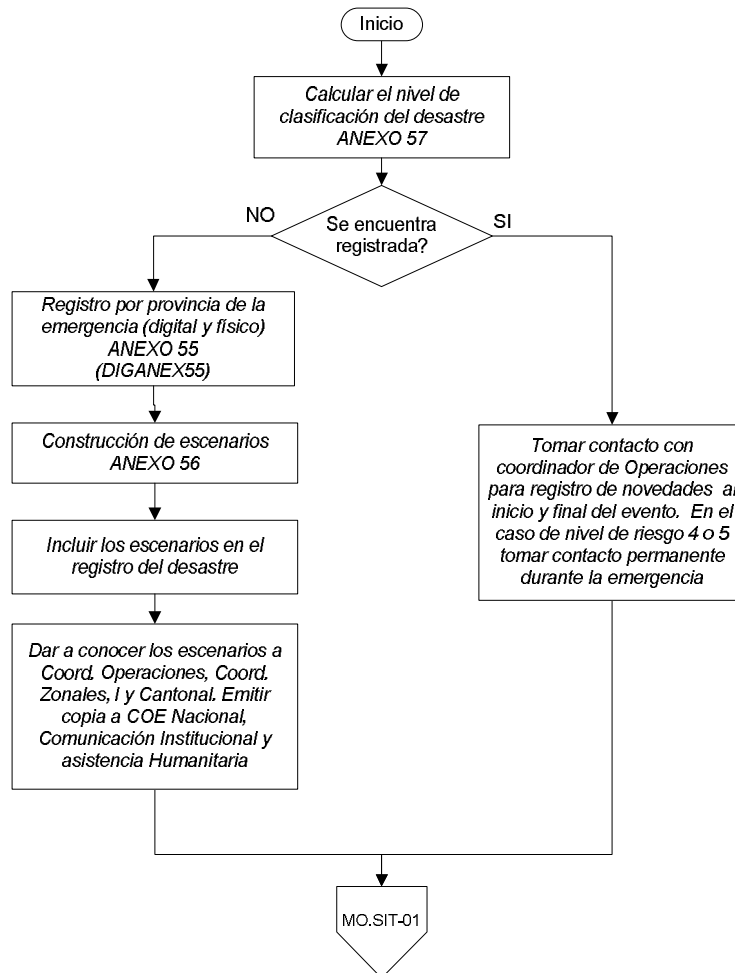 Inicio
Calcular el nivel de
clasificación del desastre
ANEXO 57
NO
Se encuentra
registrada?
SI
Registro por provincia de la
emergencia (digital y físico)
ANEXO 55
(DIGANEX55)
Construcción de escenarios
ANEXO 56
Incluir los escenarios en el
registro del desastre
Dar a conocer los escenarios a
Coord. Operaciones, Coord.
Zonales, I y Cantonal. Emitir
copia a COE Nacional,
Comunicación Institucional y
asistencia Humanitaria
Tomar contacto con
coordinador de Operaciones
para registro de novedades al
inicio y final del evento. En el
caso de nivel de riesgo 4 o 5
tomar contacto permanente
durante la emergencia
MO.SIT-01